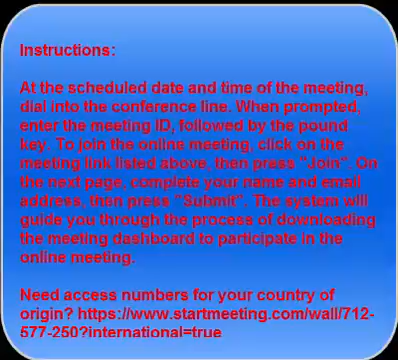 Instructions:
At the scheduled date and time of the meeting,
dial into the conference line. When prompted,
enter the meeting ID, followed by the pound
key. To join the online meeting, click on the
meeting link listed above, then press "Join". On
the next page, complete your name and email
address, then press "Submit". The system will
guide you through the process of downloading
the meeting dashboard to participate in the
online meeting.
Need access numbers for your country of
origin? https://www.startmeeting.com/wall/712-
577-250?international=true